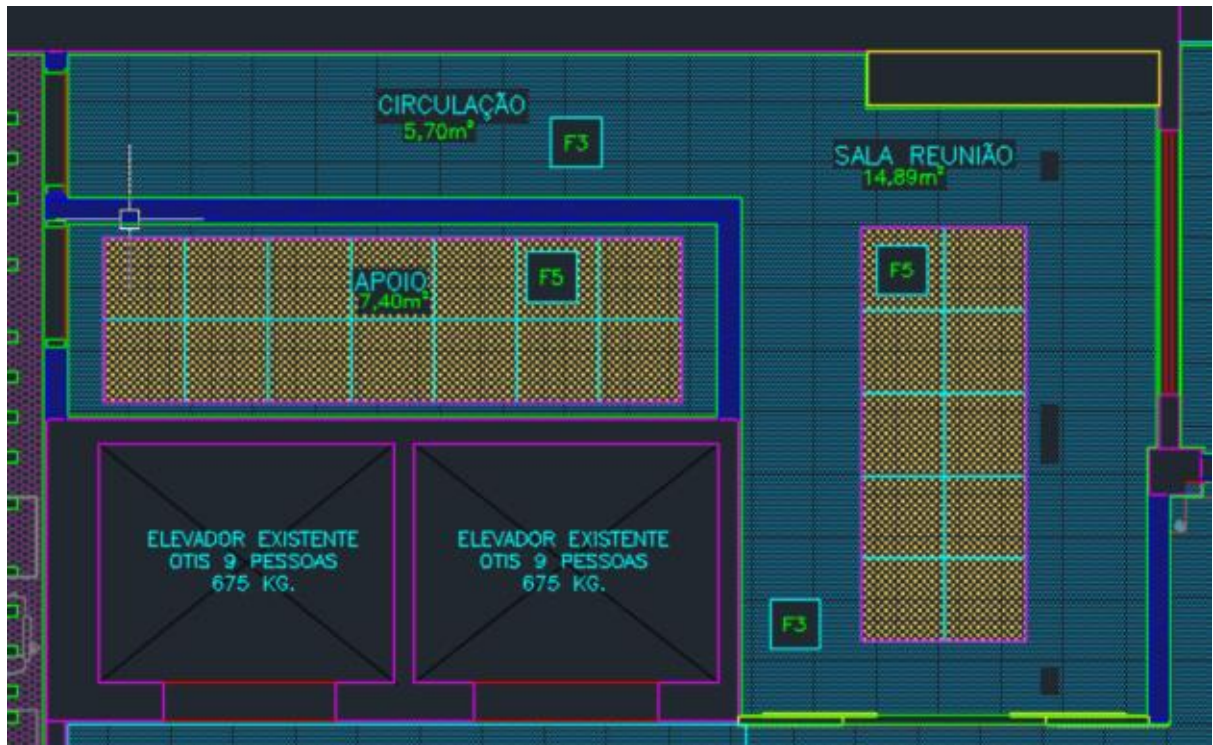 CIRCULAÇÃO
5,70m²
F3
SALA REUNIÃO
14,89m²
APOIO
7,40m²
F5
F5
ELEVADOR EXISTENTE
OTIS 9 PESSOAS
675 KG.
ELEVADOR EXISTENTE
OTIS 9 PESSOAS
675 KG.
F3